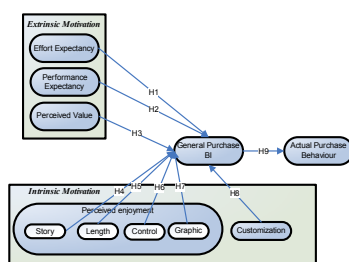 Extrinsic Motivation
Effort Expectancy
Performance
Expectancy
Perceived Value
H1
H2
H3
General Purchase
BI
H9
Actual Purchase
Behaviour
H4
H5
H6
H7
H8
Intrinsic Motivation
Perceived enjoyment
Story
Length
Control
Graphic
Customization